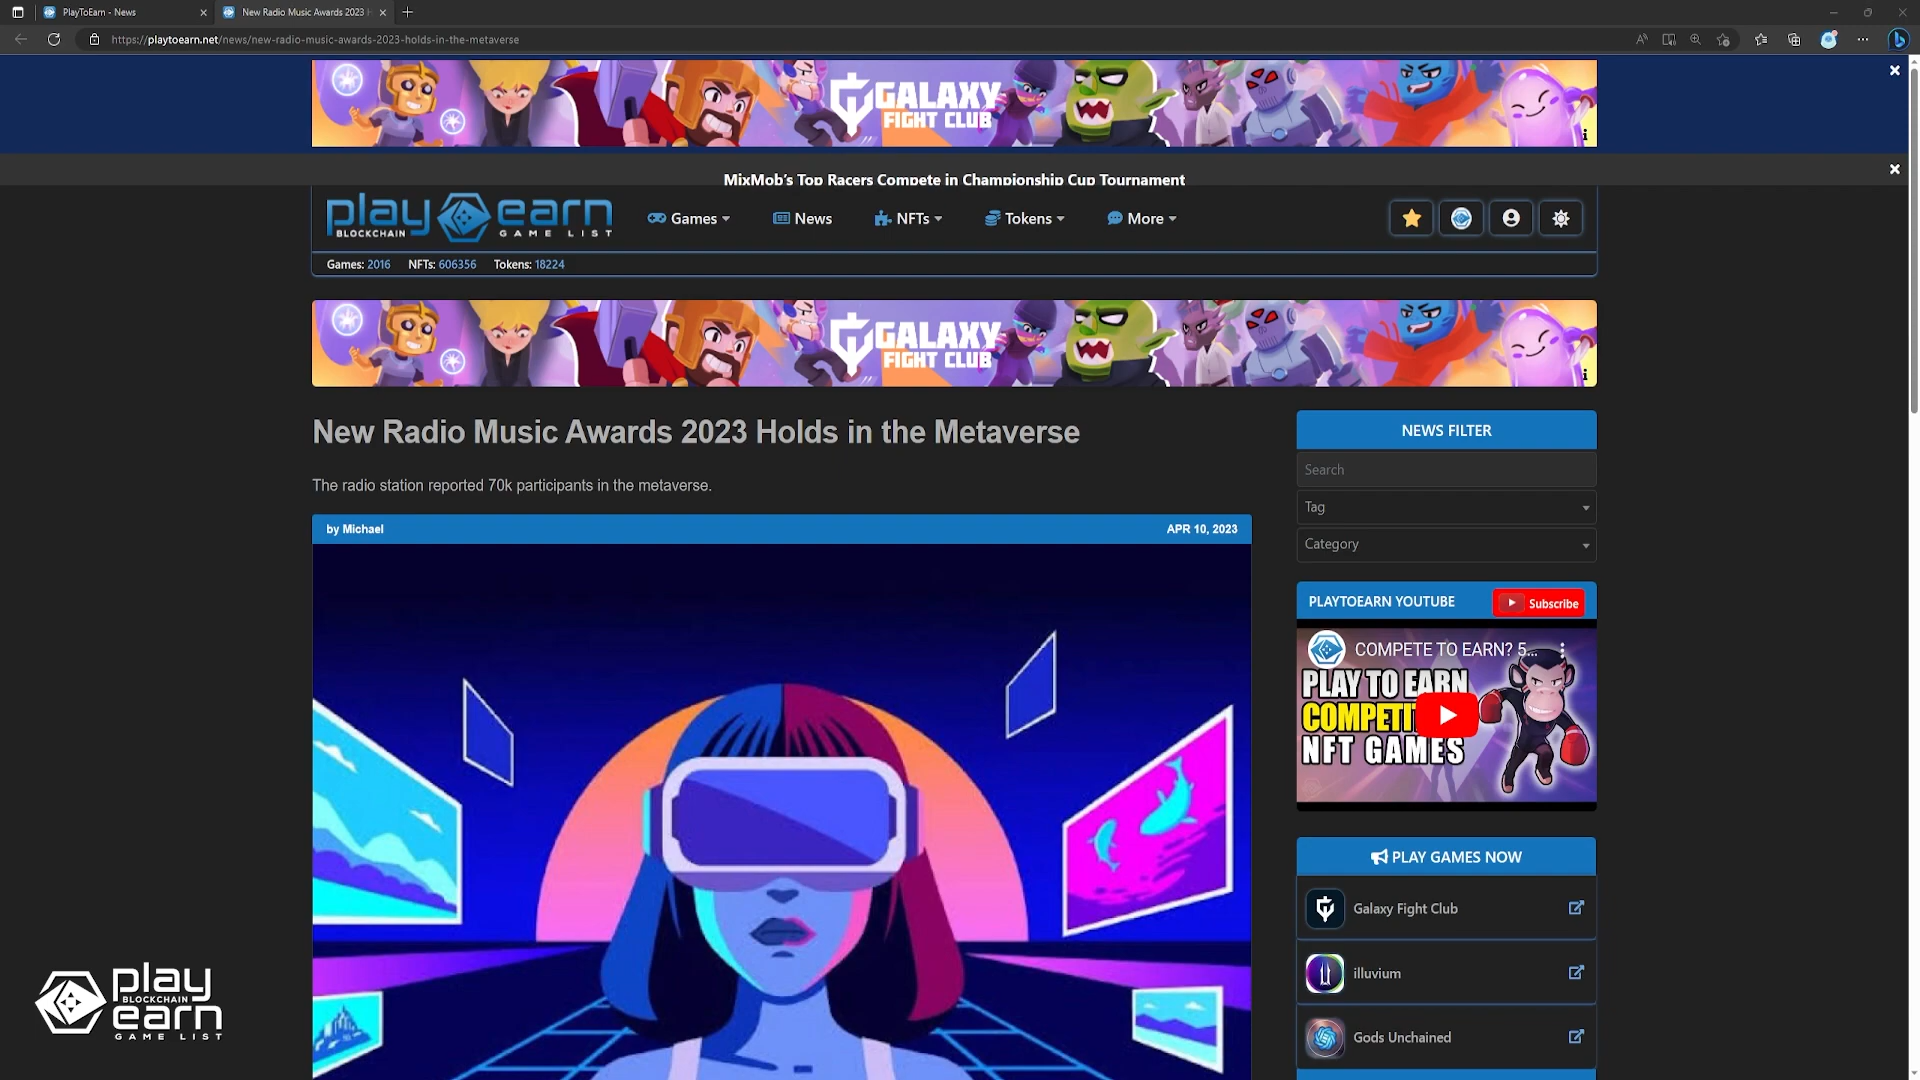 PlayToEarn - News
New Radio Music Awards 2023 H
https://playtoearn.net/news/new-radio-music-awards-2023-holds-in-the-metaverse
GALAXY
FIGHT CLUB
MixMob's Top Racers Compete in Championship Cup Tournament
play earn
BLOCKCHAIN GAME LIST
Games
News
NFTs
Tokens
More
Games: 2016 NFTs: 606356 Tokens: 18224
GALAXY
FIGHT CLUB
New Radio Music Awards 2023 Holds in the Metaverse
The radio station reported 70k participants in the metaverse.
by Michael
APR 10, 2023
NEWS FILTER
Search
Tag
Category
PLAYTOEARN YOUTUBE
Subscribe
COMPETE TO EARN? 5...
PLAY TO EARN
COMPETIT
NFT GAMES
PLAY GAMES NOW
Galaxy Fight Club
illuvium
Gods Unchained
play
BLOCKCHAIN
earn
GAME LIST